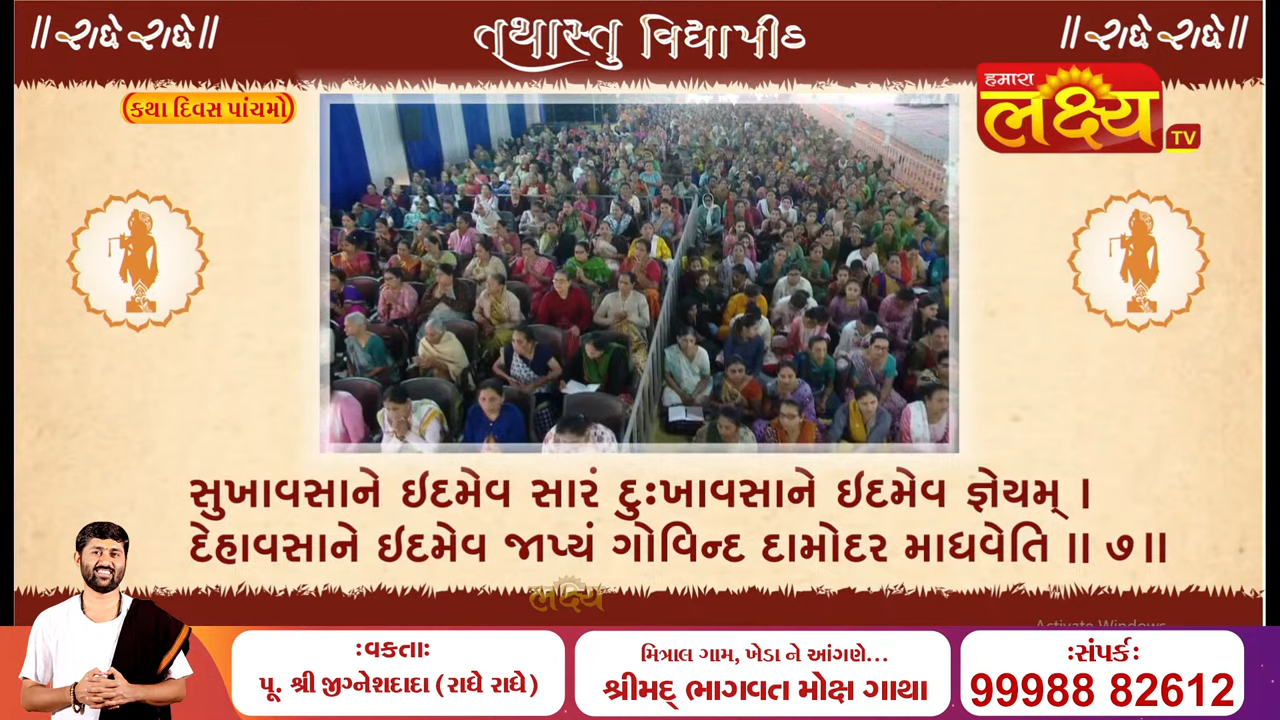 ॥ રાધે રાધે ॥
તથાસ્તુ વિદ્યાપીઠ
॥ રાધે રાધે ॥
કથા દિવસ પાંચમો
हमारा
લક્ષ્ય
TV
સુખાવસાને ઇદમેવ સારં દુઃખાવસાને ઇદમેવ જ્ઞેયમ્ ।
દેહાવસાને ઇદમેવ જાપ્યં ગોવિન્દ દામોદર માધવેતિ ॥ ૭ ॥
લક્ષ્ય
Activate Windows
:વકતા:
પૂ. શ્રી જીગ્નેશદાદા (રાધે રાધે)
મિત્રાલ ગામ, ખેડા ને આંગણે...
શ્રીમદ્ ભાગવત મોક્ષ ગાથા
:સંપર્ક:
99988 82612